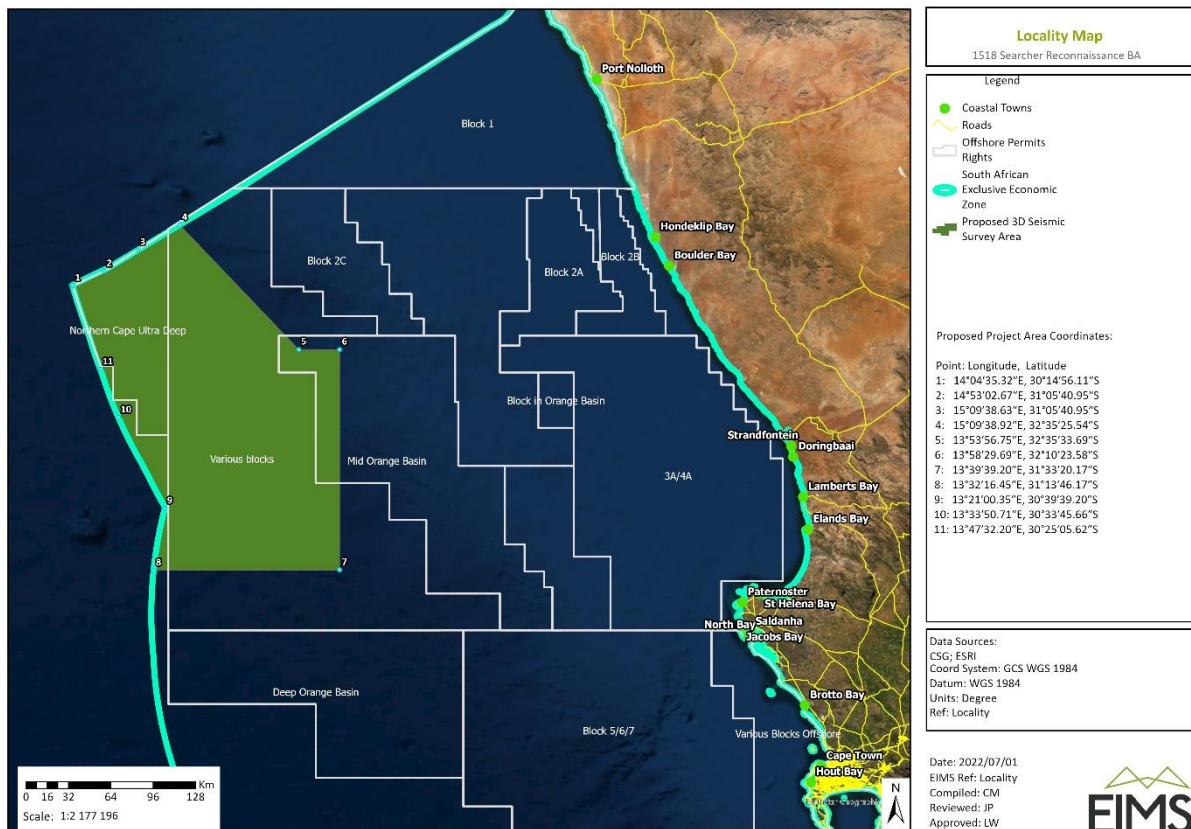 Port Nolloth
Block 1
4
3
2
1
Hondeklip Bay
Block 2C
Block 2A
Block 2B
Boulder Bay
Northern Cape Ultra Deep
5
6
11
10
Block in Orange Basin
Various blocks
Mid Orange Basin
Strandfontein
Doringbaai
3A/4A
Lamberts Bay
9
Elands Bay
8
7
Paternoster
St Helena Bay
North Bay
Saldanha
Jacobs Bay
Deep Orange Basin
Brotto Bay
Block 5/6/7
Various Blocks Offshore
Cape Town
Hout Bay
Km
0 16 32 64 96 128
Scale: 1:2 177 196
N
Locality Map
1518 Searcher Reconnaissance BA
Legend
Coastal Towns
Roads
Offshore Permits
Rights
South African
Exclusive Economic
Zone
Proposed 3D Seismic
Survey Area
Proposed Project Area Coordinates:
Point: Longitude, Latitude
1: 14°04'35.32"E, 30°14'56.11"S
2: 14°53'02.67"E, 31°05'40.95"S
3: 15°09'38.63"E, 31°05'40.95"S
4: 15°09'38.92"E, 32°35'25.54"S
5: 13°53'56.75"E, 32°35'33.69"S
6: 13°58'29.69"E, 32°10'23.58"S
7: 13°39'39.20"E, 31°33'20.17"S
8: 13°32'16.45"E, 31°13'46.17"S
9: 13°21'00.35"E, 30°39'39.20"S
10: 13°33'50.71"E, 30°33'45.66"S
11: 13°47'32.20"E, 30°25'05.62"S
Data Sources:
CSG; ESRI
Coord System: GCS WGS 1984
Datum: WGS 1984
Units: Degree
Ref: Locality
Date: 2022/07/01
EIMS Ref: Locality
Compiled: CM
Reviewed: JP
Approved: LW
EIMS